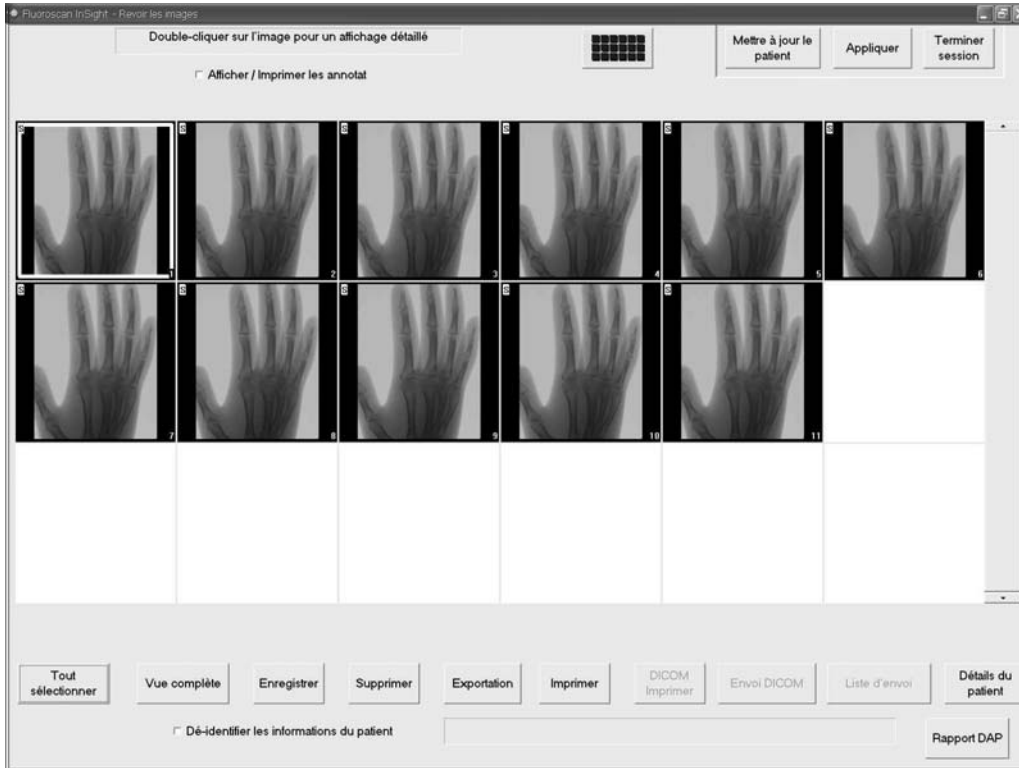 Fluoroscan InSight - Revoir les images
Double-cliquer sur l'image pour un affichage détaillé
Mettre à jour le
patient
Appliquer
Terminer
session
Afficher / Imprimer les annotat
S
S
S
S
S
S
1
2
3
4
5
6
S
S
S
S
S
7
8
9
10
11
Tout
sélectionner
Vue complète
Enregistrer
Supprimer
Exportation
Imprimer
DICOM
Imprimer
Envoi DICOM
Liste d'envoi
Détails du
patient
Dé-identifier les informations du patient
Rapport DAP